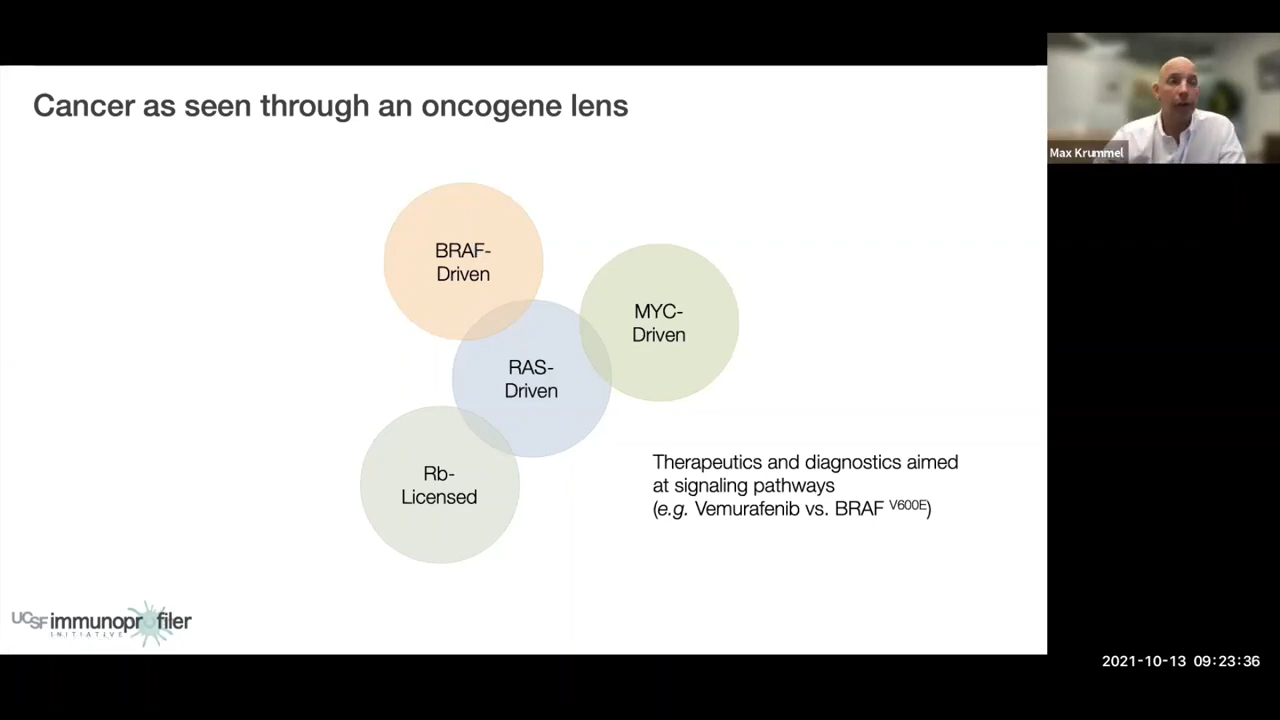 Cancer as seen through an oncogene lens
Max Krummel
BRAF-
Driven
MYC-
Driven
RAS-
Driven
Rb-
Licensed
Therapeutics and diagnostics aimed
at signaling pathways
(e.g. Vemurafenib vs. BRAF V600E)
UCSF immunoprofiler
INITIATIVE
2021-10-13 09:23:36